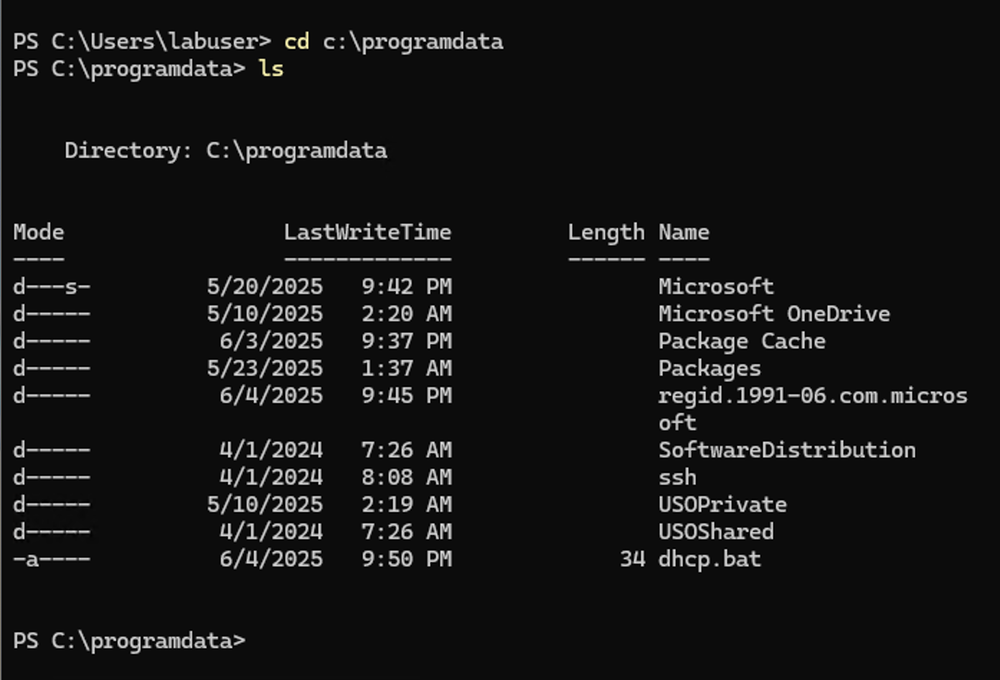 PS C:\Users\labuser> cd c:\programdata
PS C:\programdata> ls
Directory: C:\programdata
Mode                 LastWriteTime         Length Name
----                 -------------         ------ ----
d---s-         5/20/2025   9:42 PM                Microsoft
d-----         5/10/2025   2:20 AM                Microsoft OneDrive
d-----          6/3/2025   9:37 PM                Package Cache
d-----         5/23/2025   1:37 AM                Packages
d-----          6/4/2025   9:45 PM                regid.1991-06.com.micros
                                                  oft
d-----          4/1/2024   7:26 AM                SoftwareDistribution
d-----          4/1/2024   8:08 AM                ssh
d-----         5/10/2025   2:19 AM                USOPrivate
d-----          4/1/2024   7:26 AM                USOShared
-a----          6/4/2025   9:50 PM             34 dhcp.bat
PS C:\programdata>